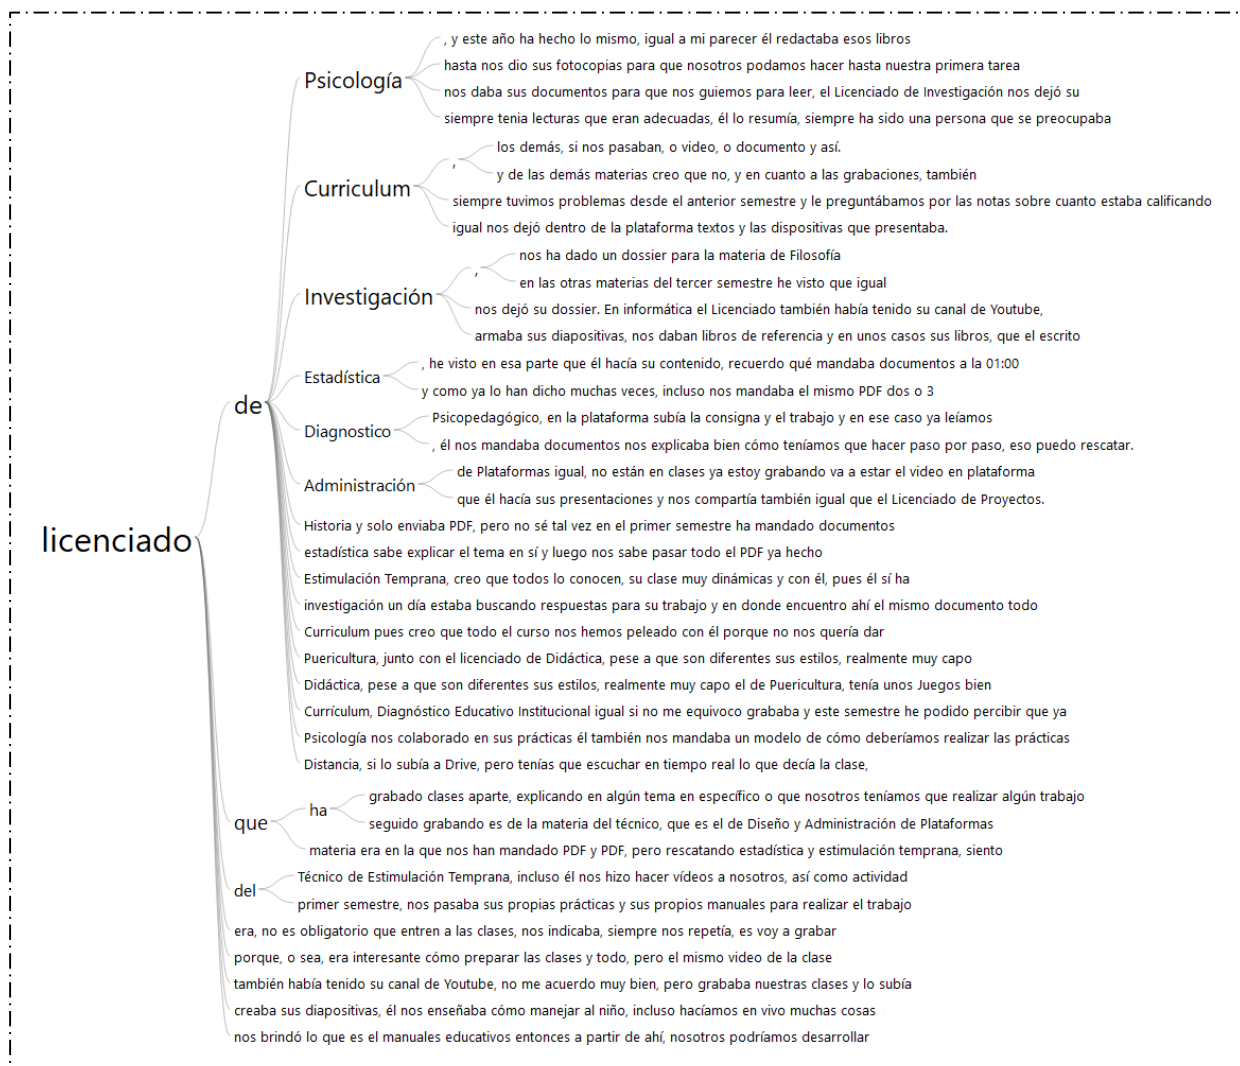 , y este año ha hecho lo mismo, igual a mi parecer él redactaba esos libros
hasta nos dio sus fotocopias para que nosotros podamos hacer hasta nuestra primera tarea
Psicología
nos daba sus documentos para que nos guiemos para leer, el Licenciado de Investigación nos dejó su
siempre tenia lecturas que eran adecuadas, él lo resumía, siempre ha sido una persona que se preocupaba
los demás, si nos pasaban, o video, o documento y así.
,
y de las demás materias creo que no, y en cuanto a las grabaciones, también
Curriculum
siempre tuvimos problemas desde el anterior semestre y le preguntábamos por las notas sobre cuanto estaba calificando
igual nos dejó dentro de la plataforma textos y las dispositivas que presentaba.
nos ha dado un dossier para la materia de Filosofía
,
en las otras materias del tercer semestre he visto que igual
Investigación
nos dejó su dossier. En informática el Licenciado también había tenido su canal de Youtube,
armaba sus diapositivas, nos daban libros de referencia y en unos casos sus libros, que el escrito
, he visto en esa parte que él hacía su contenido, recuerdo qué mandaba documentos a la 01:00
Estadística
y como ya lo han dicho muchas veces, incluso nos mandaba el mismo PDF dos o 3
de
Psicopedagógico, en la plataforma subía la consigna y el trabajo y en ese caso ya leíamos
Diagnostico
, él nos mandaba documentos nos explicaba bien cómo teníamos que hacer paso por paso, eso puedo rescatar.
de Plataformas igual, no están en clases ya estoy grabando va a estar el video en plataforma
Administración
que él hacía sus presentaciones y nos compartía también igual que el Licenciado de Proyectos.
Historia y solo enviaba PDF, pero no sé tal vez en el primer semestre ha mandado documentos
licenciado
estadística sabe explicar el tema en sí y luego nos sabe pasar todo el PDF ya hecho
Estimulación Temprana, creo que todos lo conocen, su clase muy dinámicas y con él, pues él sí ha
investigación un día estaba buscando respuestas para su trabajo y en donde encuentro ahí el mismo documento todo
Curriculum pues creo que todo el curso nos hemos peleado con él porque no nos quería dar
Puericultura, junto con el licenciado de Didáctica, pese a que son diferentes sus estilos, realmente muy capo
Didáctica, pese a que son diferentes sus estilos, realmente muy capo el de Puericultura, tenía unos Juegos bien
Currículum, Diagnóstico Educativo Institucional igual si no me equivoco grababa y este semestre he podido percibir que ya
Psicología nos colaborado en sus prácticas él también nos mandaba un modelo de cómo deberíamos realizar las prácticas
Distancia, si lo subía a Drive, pero tenías que escuchar en tiempo real lo que decía la clase,
grabado clases aparte, explicando en algún tema en específico o que nosotros teníamos que realizar algún trabajo
ha
seguido grabando es de la materia del técnico, que es el de Diseño y Administración de Plataformas
que
materia era en la que nos han mandado PDF y PDF, pero rescatando estadística y estimulación temprana, siento
Técnico de Estimulación Temprana, incluso él nos hizo hacer vídeos a nosotros, así como actividad
del
primer semestre, nos pasaba sus propias prácticas y sus propios manuales para realizar el trabajo
era, no es obligatorio que entren a las clases, nos indicaba, siempre nos repetía, es voy a grabar
porque, o sea, era interesante cómo preparar las clases y todo, pero el mismo video de la clase
también había tenido su canal de Youtube, no me acuerdo muy bien, pero grababa nuestras clases y lo subía
creaba sus diapositivas, él nos enseñaba cómo manejar al niño, incluso hacíamos en vivo muchas cosas
nos brindó lo que es el manuales educativos entonces a partir de ahí, nosotros podríamos desarrollar